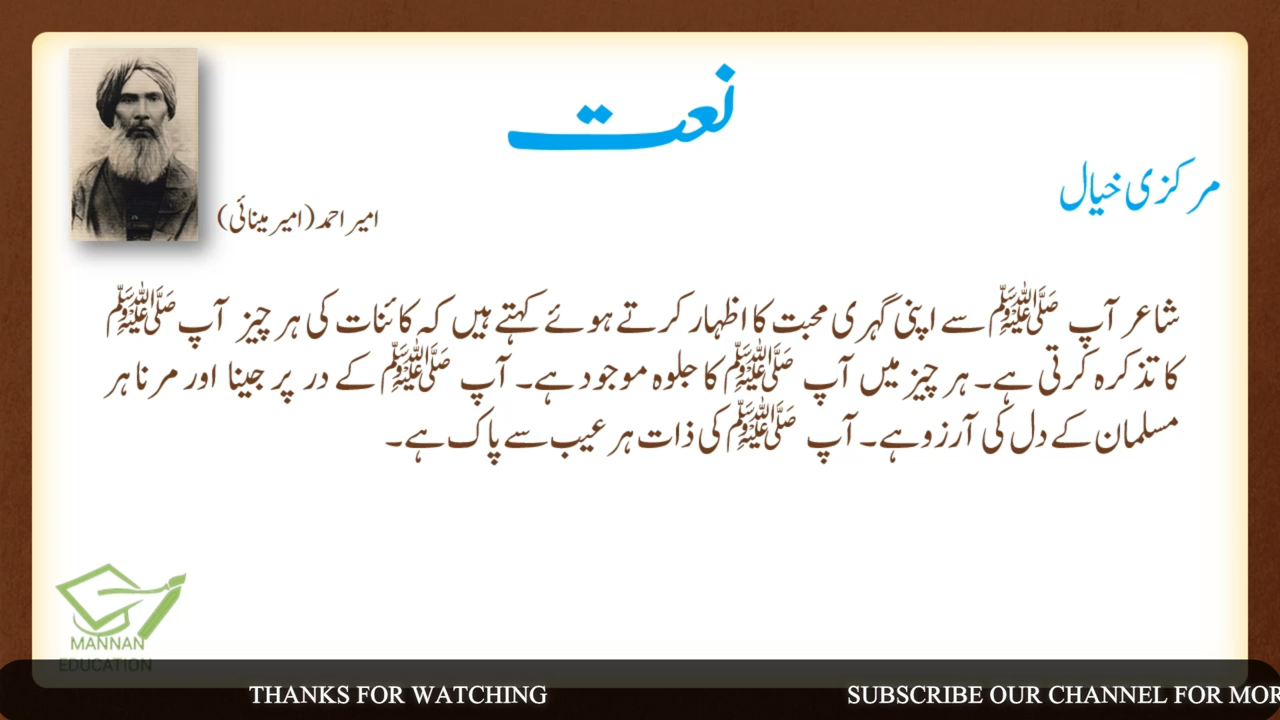 نعت
مرکزی خیال
امیر احمد (امیر مینائی)
شاعر آپ ﷺ سے اپنی گہری محبت کا اظہار کرتے ہوئے کہتے ہیں کہ کائنات کی ہر چیز آپ ﷺ
کا تذکرہ کرتی ہے۔ ہر چیز میں آپ ﷺ کا جلوہ موجود ہے۔ آپ ﷺ کے در پر جینا اور مرنا ہر
مسلمان کے دل کی آرزو ہے۔ آپ ﷺ کی ذات ہر عیب سے پاک ہے۔
MANNAN
EDUCATION
THANKS FOR WATCHING SUBSCRIBE OUR CHANNEL FOR MOR